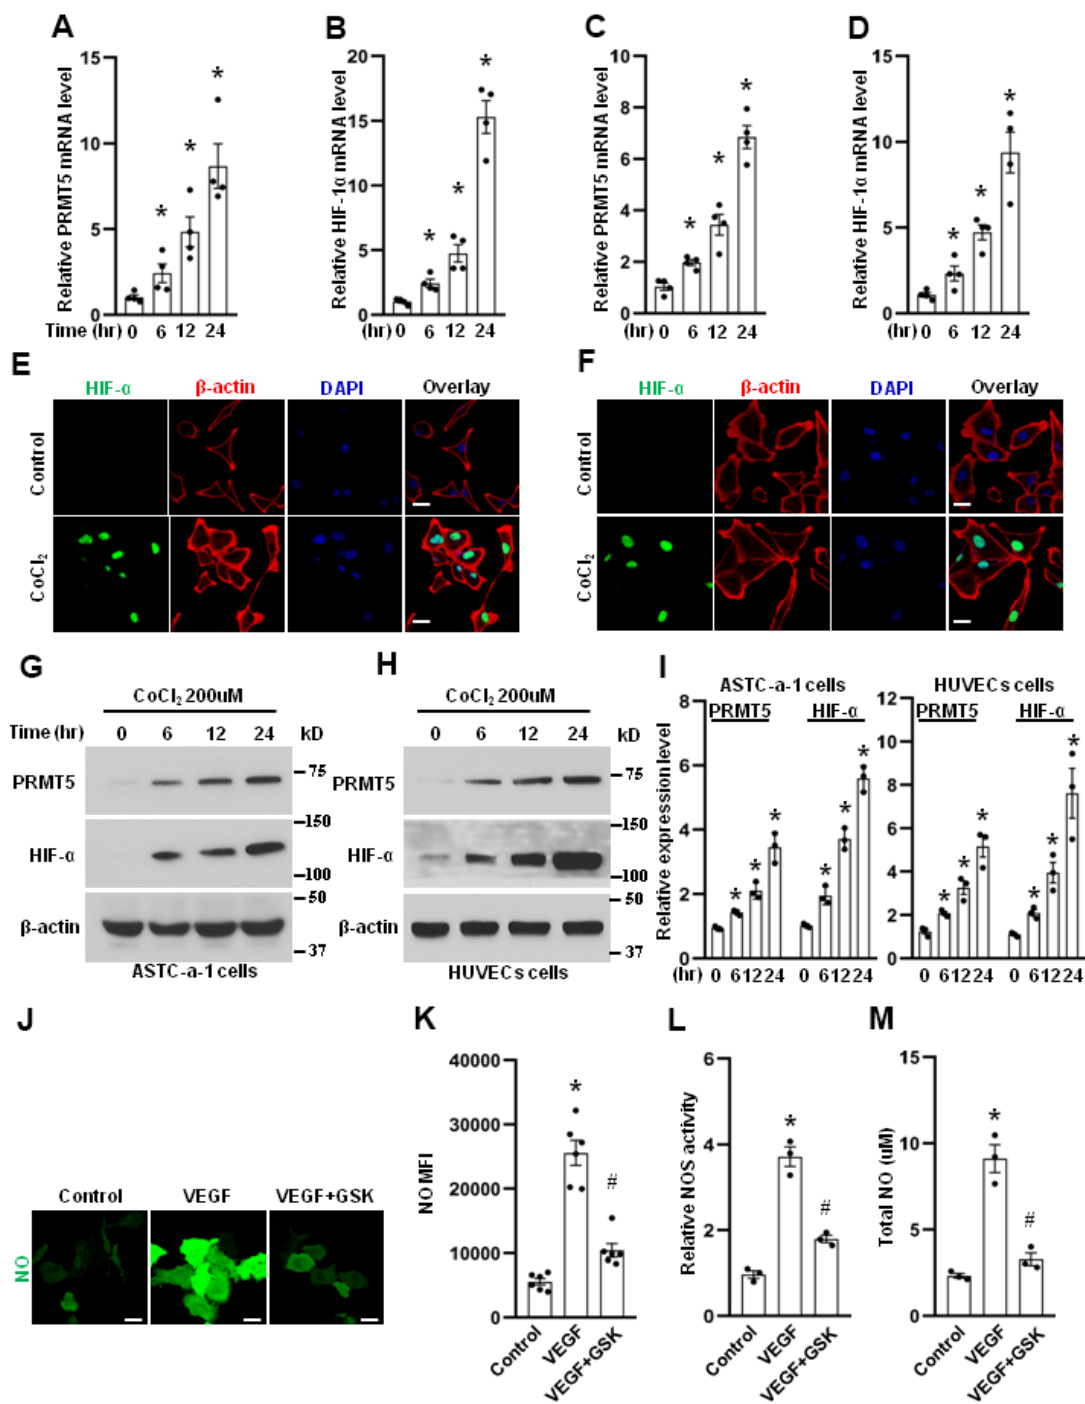 A
B
C
D
Relative PRMT5 mRNA level
15
10
5
0
*
*
*
Time (hr) 0 6 12 24
Relative HIF-1α mRNA level
20
15
10
5
0
*
*
*
(hr) 0 6 12 24
Relative PRMT5 mRNA level
10
8
6
4
2
0
*
*
*
(hr) 0 6 12 24
Relative HIF-1α mRNA level
20
15
10
5
0
*
*
*
(hr) 0 6 12 24
E
HIF-α β-actin DAPI Overlay
Control
CoCl₂
F
HIF-α β-actin DAPI Overlay
Control
CoCl₂
G
CoCl₂ 200uM
Time (hr) 0 6 12 24 kD
PRMT5
75
150
HIF-α
100
50
β-actin
37
ASTC-a-1 cells
H
CoCl₂ 200uM
0 6 12 24 kD
PRMT5
75
150
HIF-α
100
50
β-actin
37
HUVECs cells
I
ASTC-a-1 cells
PRMT5 HIF-α
Relative expression level
8
6
4
2
0
* * *
* * *
(hr) 0 6 12 24 0 6 12 24
HUVECs cells
PRMT5 HIF-α
12
10
8
6
4
2
0
* * *
* * *
0 6 12 24 0 6 12 24
J
Control VEGF VEGF+GSK
NO
K
NO MFI
40000
30000
20000
10000
0
*
#
Control VEGF VEGF+GSK
L
Relative NOS activity
6
4
2
0
*
#
Control VEGF VEGF+GSK
M
Total NO (uM)
15
10
5
0
*
#
Control VEGF VEGF+GSK